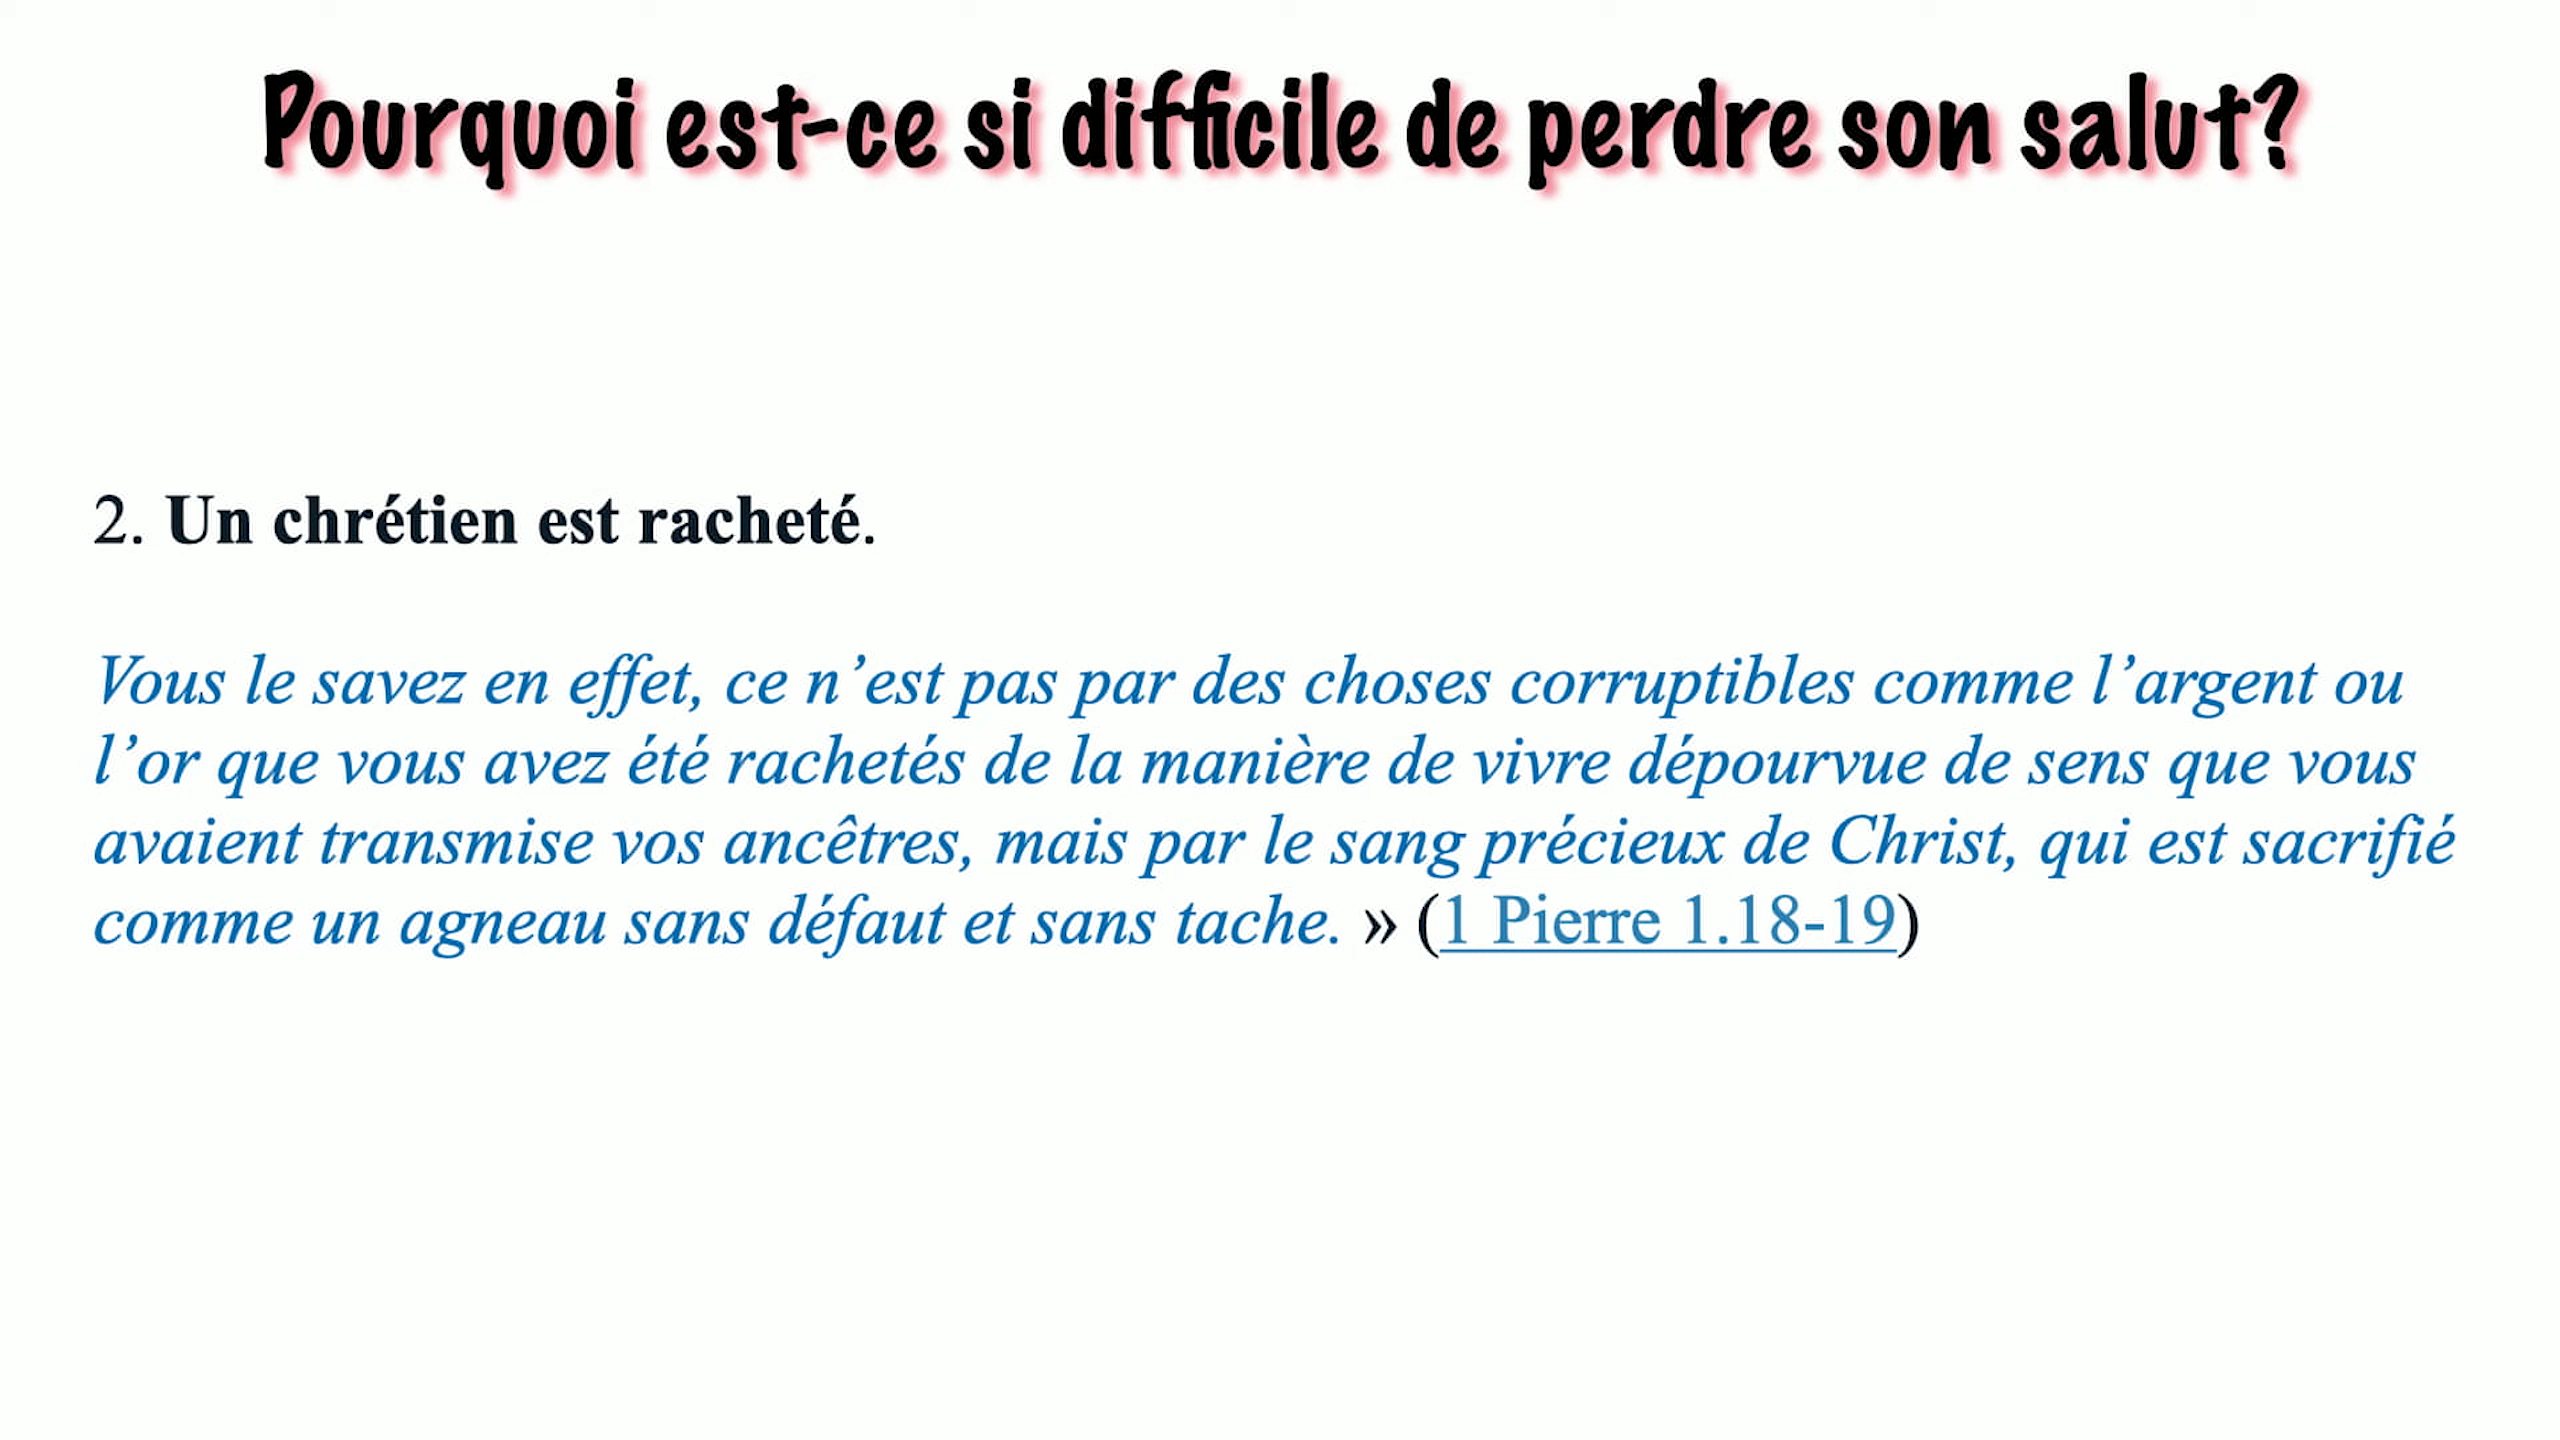 Pourquoi est-ce si difficile de perdre son salut?
2. Un chrétien est racheté.
Vous le savez en effet, ce n’est pas par des choses corruptibles comme l’argent ou
l’or que vous avez été rachetés de la manière de vivre dépourvue de sens que vous
avaient transmise vos ancêtres, mais par le sang précieux de Christ, qui est sacrifié
comme un agneau sans défaut et sans tache. » (1 Pierre 1.18-19)